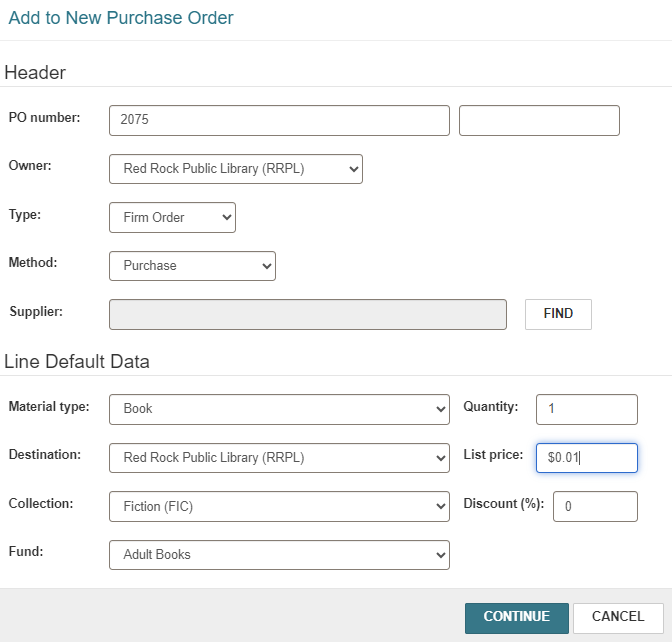 Add to New Purchase Order
Header
PO number: 2075
Owner: Red Rock Public Library (RRPL)
Type: Firm Order
Method: Purchase
Supplier: FIND
Line Default Data
Material type: Book Quantity: 1
Destination: Red Rock Public Library (RRPL) List price: $0.01
Collection: Fiction (FIC) Discount (%): 0
Fund: Adult Books
CONTINUE CANCEL